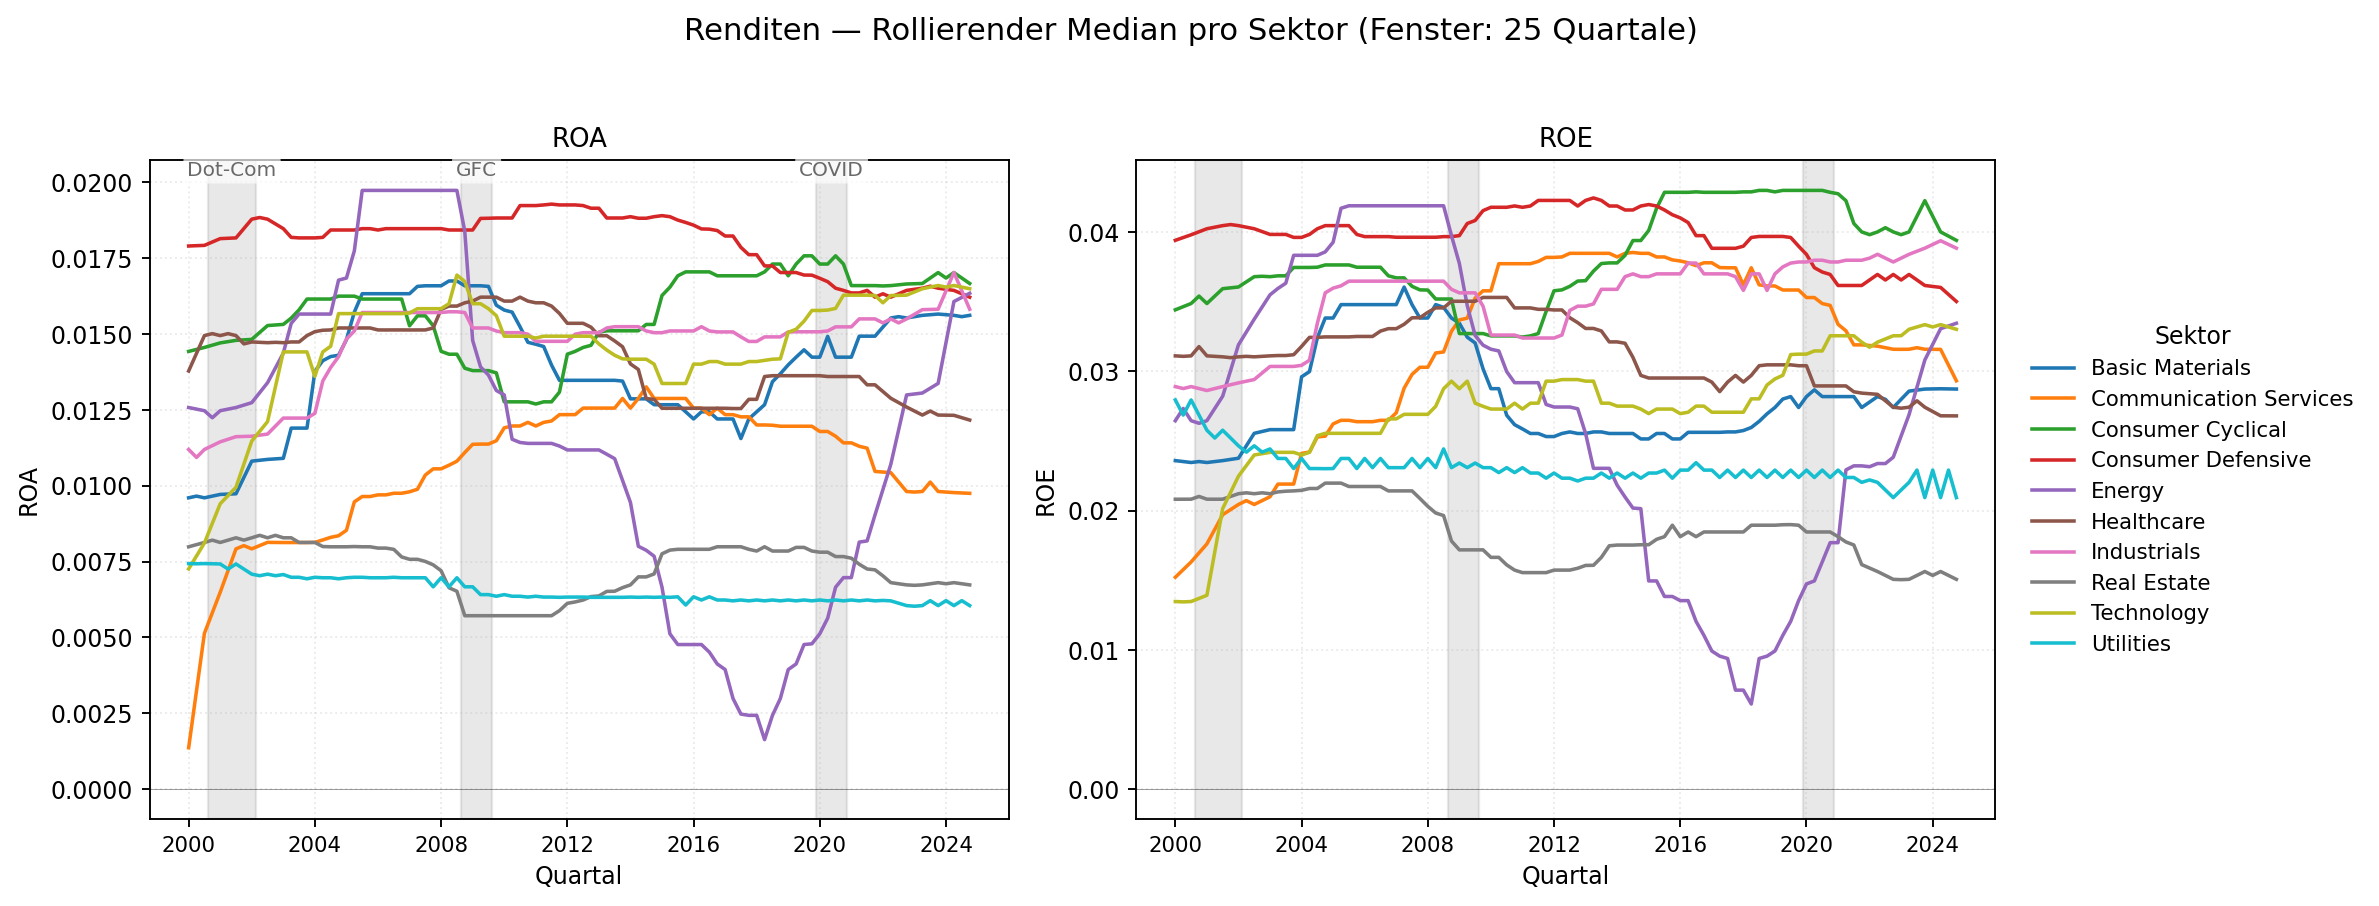 Renditen — Rollierender Median pro Sektor (Fenster: 25 Quartale)
ROA
Dot-Com GFC COVID
0.0200
0.0175
0.0150
0.0125
0.0100
0.0075
0.0050
0.0025
0.0000
ROA
2000 2004 2008 2012 2016 2020 2024
Quartal
ROE
0.04
0.03
0.02
0.01
0.00
ROE
2000 2004 2008 2012 2016 2020 2024
Quartal
Sektor
Basic Materials
Communication Services
Consumer Cyclical
Consumer Defensive
Energy
Healthcare
Industrials
Real Estate
Technology
Utilities